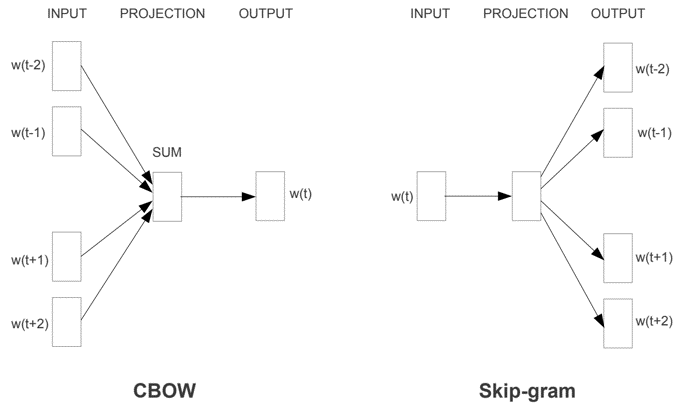 INPUT PROJECTION OUTPUT
w(t-2)
w(t-1)
SUM
w(t)
w(t+1)
w(t+2)
CBOW
INPUT PROJECTION OUTPUT
w(t-2)
w(t-1)
w(t)
w(t+1)
w(t+2)
Skip-gram